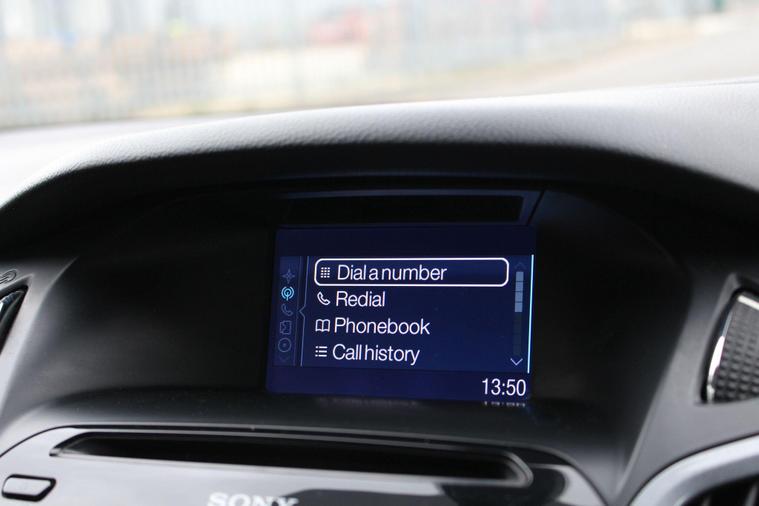 Dial a number
Redial
Phonebook
Call history
13:50
SONY